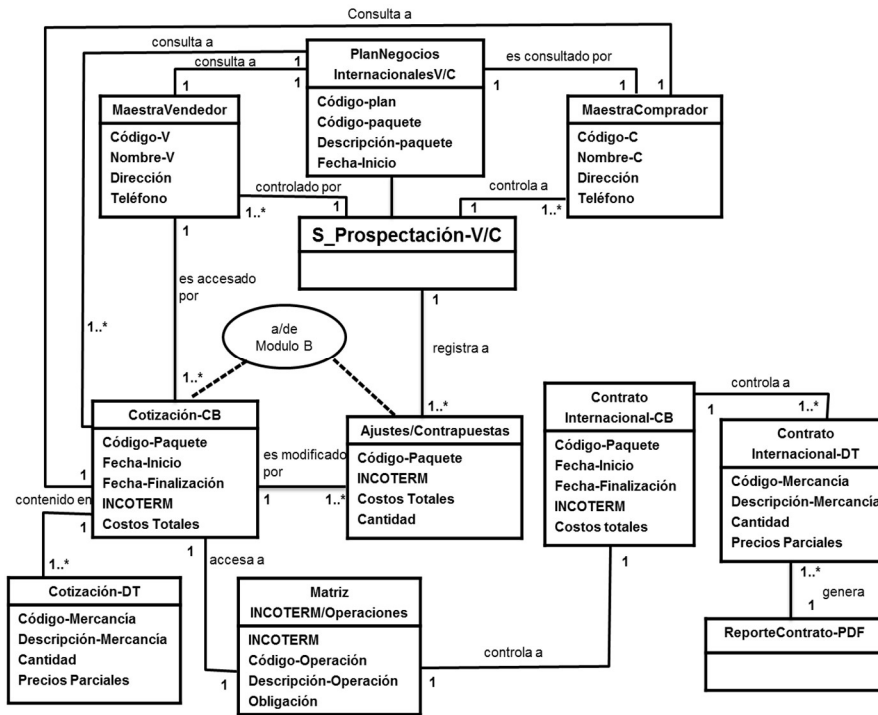 Consulta a
consulta a
consulta a
1
1
1
PlanNegocios
InternacionalesV/C
Código-plan
Código-paquete
Descripción-paquete
Fecha-Inicio
es consultado por
1
1
1
MaestraVendedor
Código-V
Nombre-V
Dirección
Teléfono
MaestraComprador
Código-C
Nombre-C
Dirección
Teléfono
controlado por
1..*
1
controla a
1
1..*
S_Prospectación-V/C
1
es accesado
por
1..*
1..*
a/de
Modulo B
1
registra a
1..*
Cotización-CB
Código-Paquete
Fecha-Inicio
Fecha-Finalización
INCOTERM
Costos Totales
es modificado
por
1
1..*
Ajustes/Contrapuestas
Código-Paquete
INCOTERM
Costos Totales
Cantidad
Contrato
Internacional-CB
Código-Paquete
Fecha-Inicio
Fecha-Finalización
INCOTERM
Costos totales
controla a
1
1..*
Contrato
Internacional-DT
Código-Mercancía
Descripción-Mercancía
Cantidad
Precios Parciales
1
contenido en
1
1..*
1
accesa a
1
Cotización-DT
Código-Mercancía
Descripción-Mercancía
Cantidad
Precios Parciales
Matriz
INCOTERM/Operaciones
INCOTERM
Código-Operación
Descripción-Operación
Obligación
controla a
1
1
1..*
genera
1
ReporteContrato-PDF